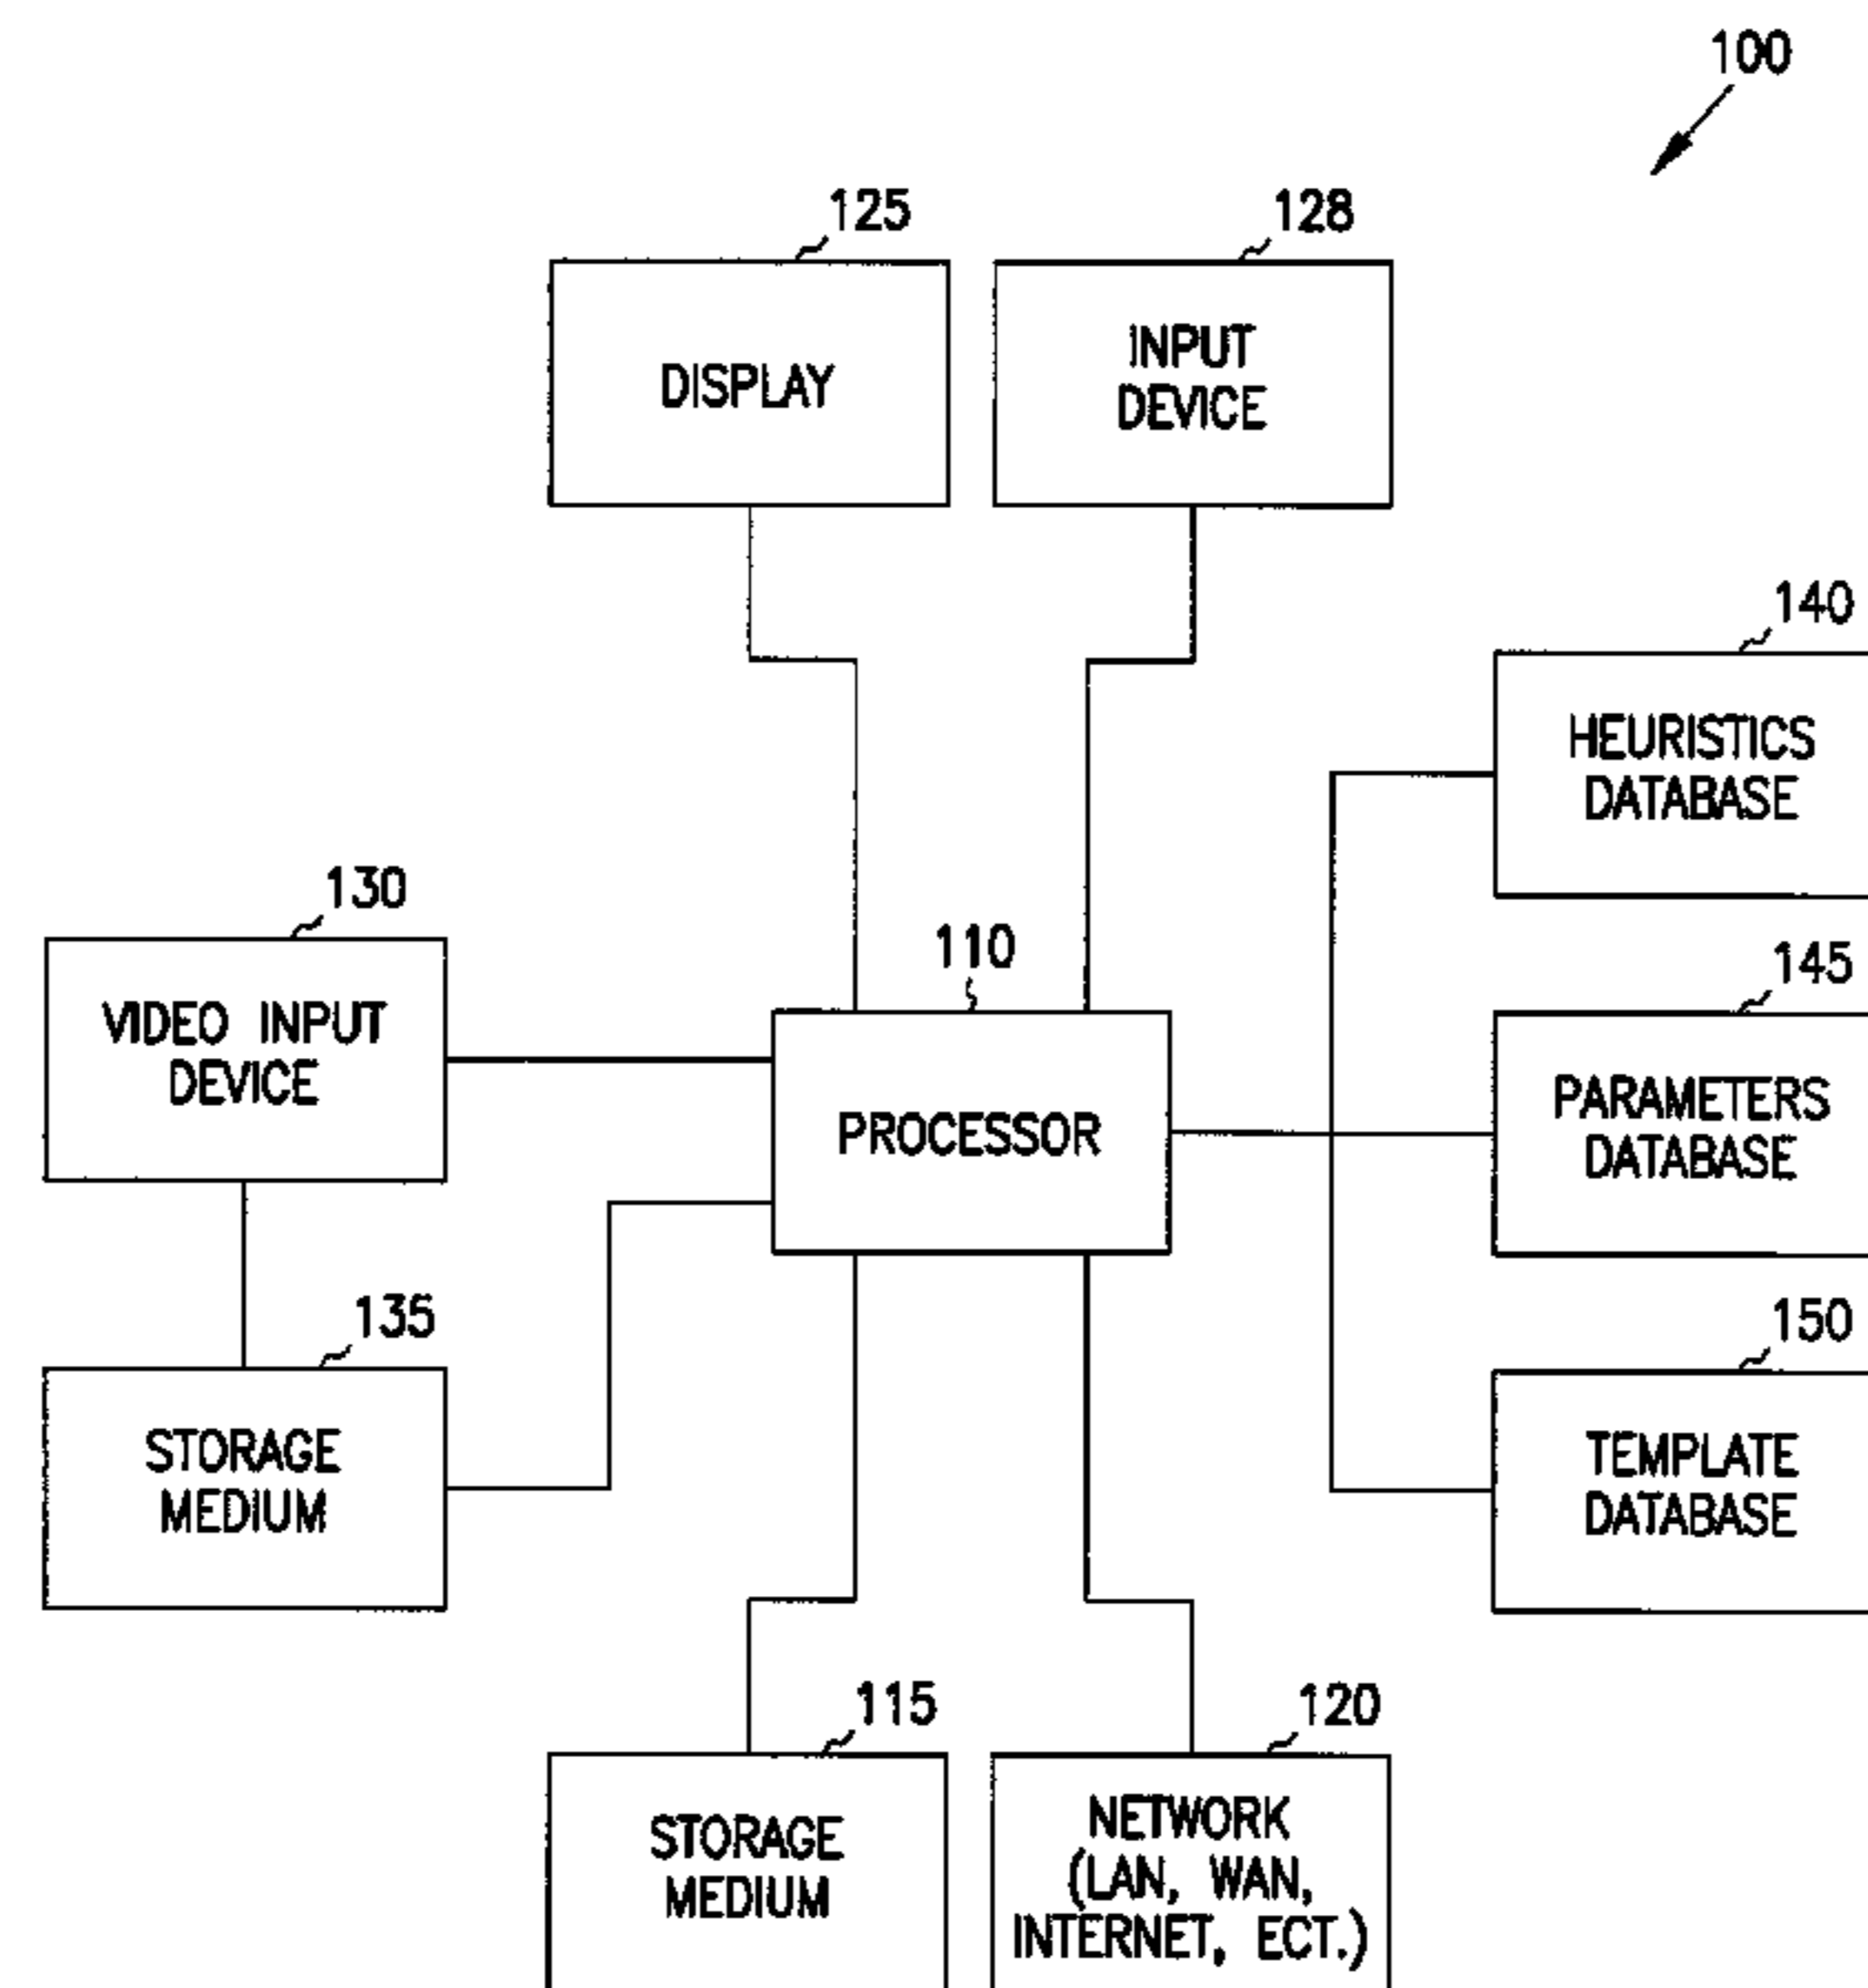 100
125
128
DISPLAY
INPUT
DEVICE
140
HEURISTICS
DATABASE
130
VIDEO INPUT
DEVICE
110
PROCESSOR
145
PARAMETERS
DATABASE
135
STORAGE
MEDIUM
150
TEMPLATE
DATABASE
115
STORAGE
MEDIUM
120
NETWORK
(LAN, WAN,
INTERNET, ECT.)